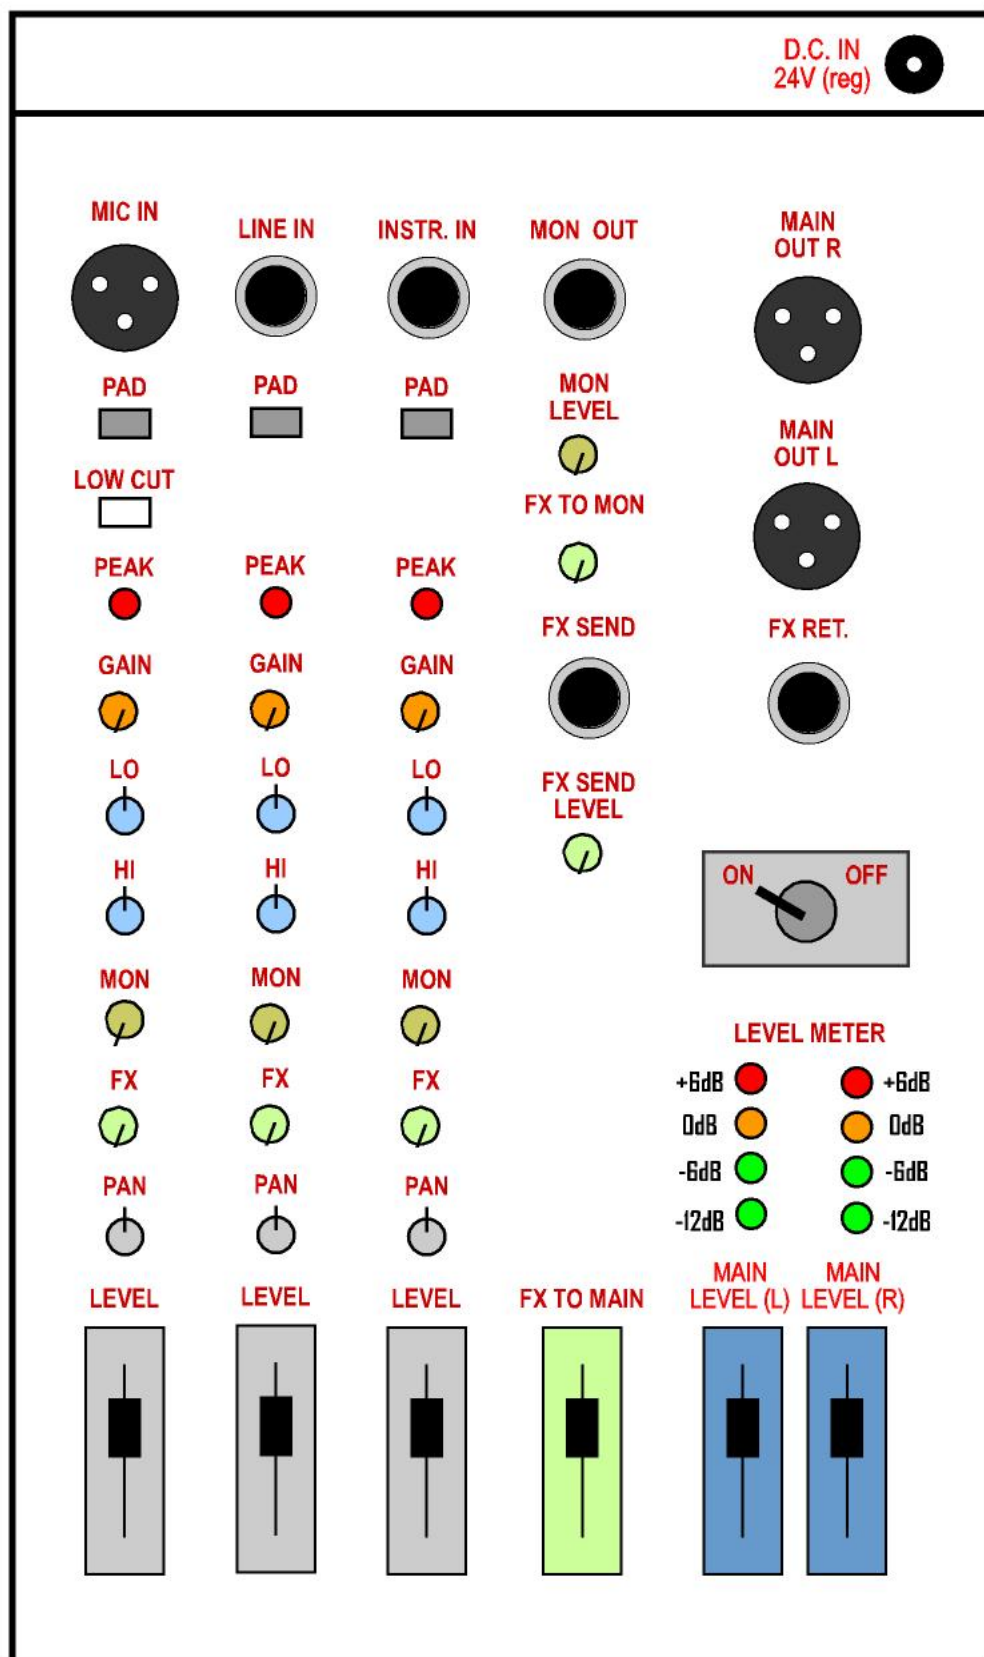 D.C. IN
24V (reg)
MIC IN
LINE IN
INSTR. IN
MON OUT
MAIN
OUT R
PAD
PAD
PAD
MON
LEVEL
MAIN
OUT L
LOW CUT
FX TO MON
PEAK
PEAK
PEAK
FX SEND
FX RET.
GAIN
GAIN
GAIN
LO
LO
LO
FX SEND
LEVEL
HI
HI
HI
ON
OFF
MON
MON
MON
LEVEL METER
FX
FX
FX
+6dB
+6dB
0dB
0dB
-6dB
-6dB
PAN
PAN
PAN
-12dB
-12dB
LEVEL
LEVEL
LEVEL
FX TO MAIN
MAIN
LEVEL (L)
MAIN
LEVEL (R)